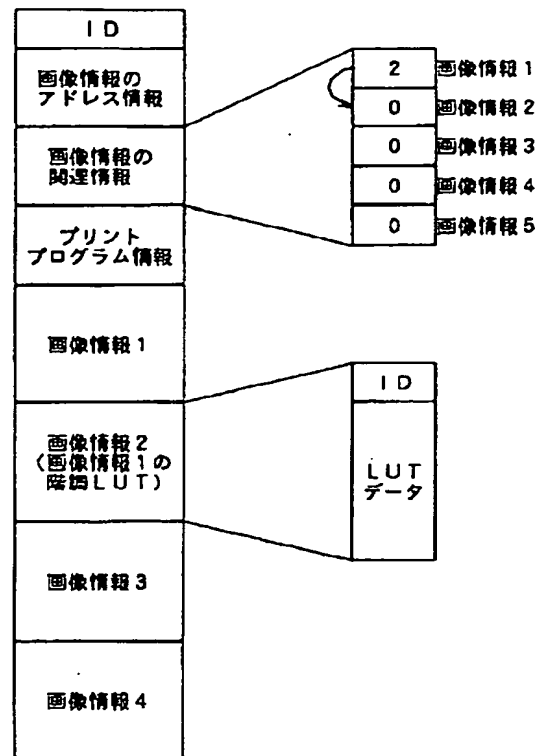 ID
画像情報の
アドレス情報
画像情報の
関連情報
プリント
プログラム情報
画像情報1
画像情報2
(画像情報1の
階調LUT)
画像情報3
画像情報4
2 画像情報1
0 画像情報2
0 画像情報3
0 画像情報4
0 画像情報5
ID
LUT
データ